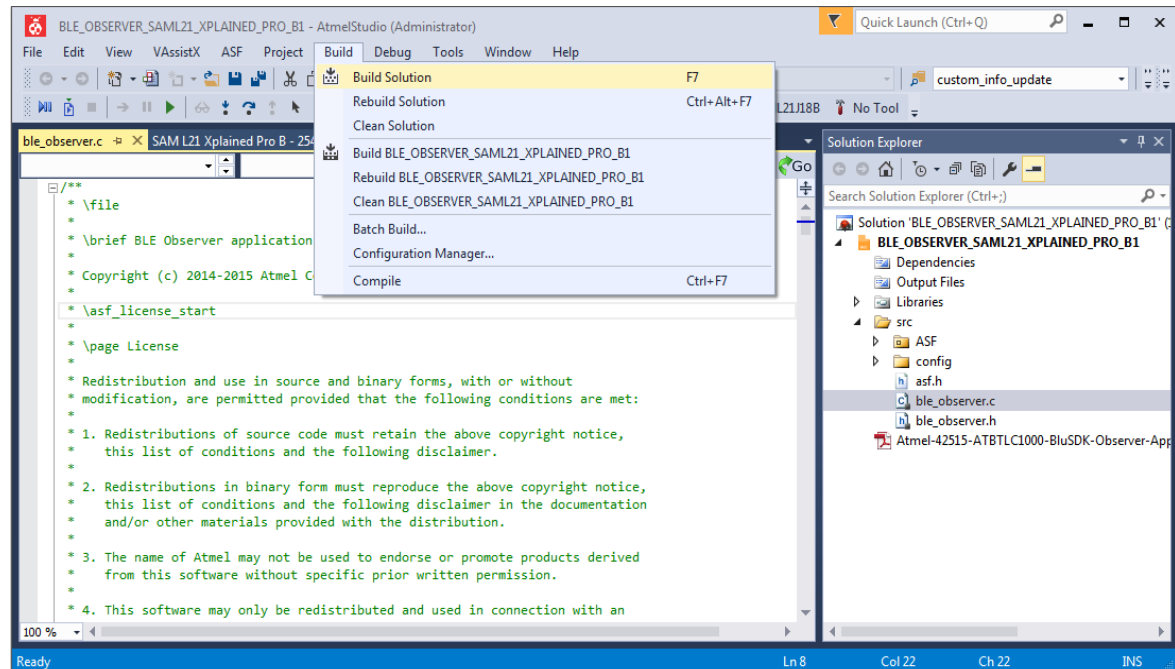 BLE_OBSERVER_SAML21_XPLAINED_PRO_B1 - AtmelStudio (Administrator)
Quick Launch (Ctrl+Q)
File Edit View VAssistX ASF Project Build Debug Tools Window Help
Build Solution F7
Rebuild Solution Ctrl+Alt+F7
Clean Solution
Build BLE_OBSERVER_SAML21_XPLAINED_PRO_B1
Rebuild BLE_OBSERVER_SAML21_XPLAINED_PRO_B1
Clean BLE_OBSERVER_SAML21_XPLAINED_PRO_B1
Batch Build...
Configuration Manager...
Compile Ctrl+F7
custom_info_update
L21J18B No Tool
ble_observer.c SAM L21 Xplained Pro B - 254
Go
/**
* \file
*
* \brief BLE Observer application
*
* Copyright (c) 2014-2015 Atmel C
*
* \asf_license_start
*
* \page License
*
* Redistribution and use in source and binary forms, with or without
* modification, are permitted provided that the following conditions are met:
*
* 1. Redistributions of source code must retain the above copyright notice,
* this list of conditions and the following disclaimer.
*
* 2. Redistributions in binary form must reproduce the above copyright notice,
* this list of conditions and the following disclaimer in the documentation
* and/or other materials provided with the distribution.
*
* 3. The name of Atmel may not be used to endorse or promote products derived
* from this software without specific prior written permission.
*
* 4. This software may only be redistributed and used in connection with an
100 %
Solution Explorer
Search Solution Explorer (Ctrl+;)
Solution 'BLE_OBSERVER_SAML21_XPLAINED_PRO_B1' (
BLE_OBSERVER_SAML21_XPLAINED_PRO_B1
Dependencies
Output Files
Libraries
src
ASF
config
asf.h
ble_observer.c
ble_observer.h
Atmel-42515-ATBTLC1000-BluSDK-Observer-App
Ready Ln 8 Col 22 Ch 22 INS